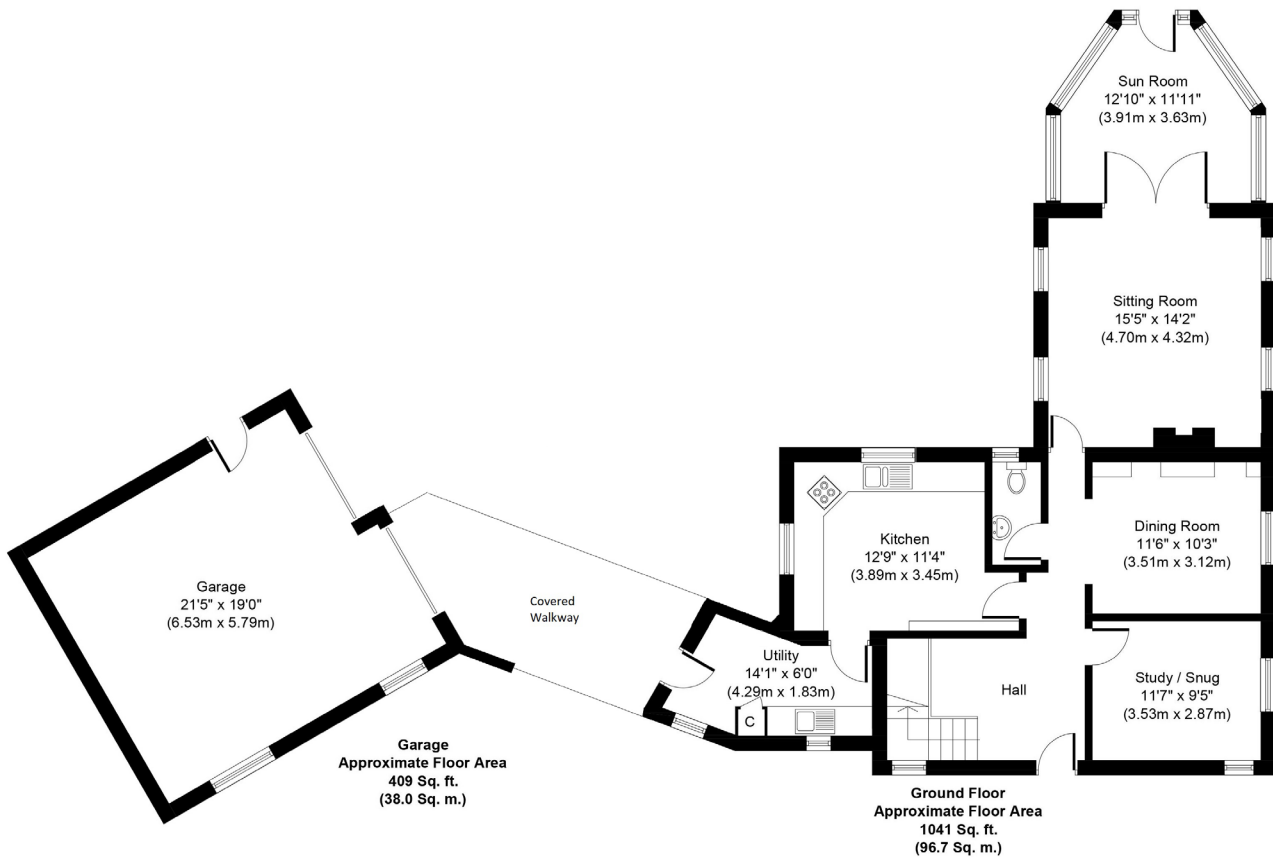 Sun Room
12'10" x 11'11"
(3.91m x 3.63m)
Sitting Room
15'5" x 14'2"
(4.70m x 4.32m)
Dining Room
11'6" x 10'3"
(3.51m x 3.12m)
Kitchen
12'9" x 11'4"
(3.89m x 3.45m)
Garage
21'5" x 19'0"
(6.53m x 5.79m)
Covered
Walkway
Utility
14'1" x 6'0"
(4.29m x 1.83m)
C
Hall
Study / Snug
11'7" x 9'5"
(3.53m x 2.87m)
Garage
Approximate Floor Area
409 Sq. ft.
(38.0 Sq. m.)
Ground Floor
Approximate Floor Area
1041 Sq. ft.
(96.7 Sq. m.)